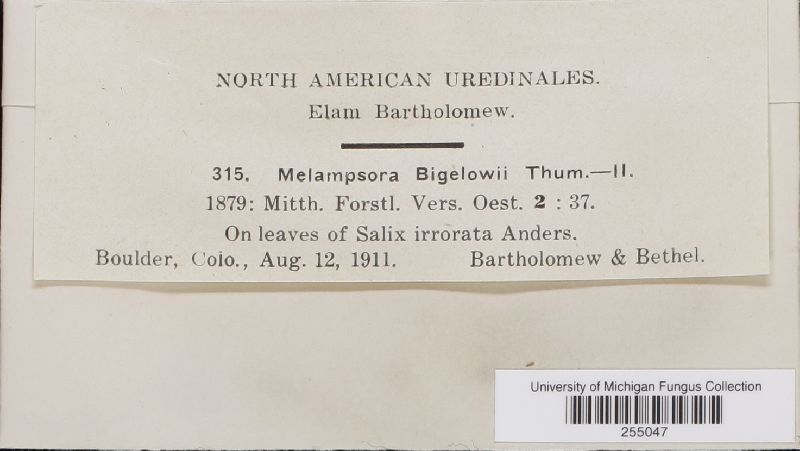 NORTH AMERICAN UREDINALES.
Elam Bartholomew.
315. Melampsora Bigelowii Thum.—II.
1879: Mitth. Forstl. Vers. Oest. 2 : 37.
On leaves of Salix irrorata Anders.
Boulder, Colo., Aug. 12, 1911. Bartholomew & Bethel.
University of Michigan Fungus Collection
255047